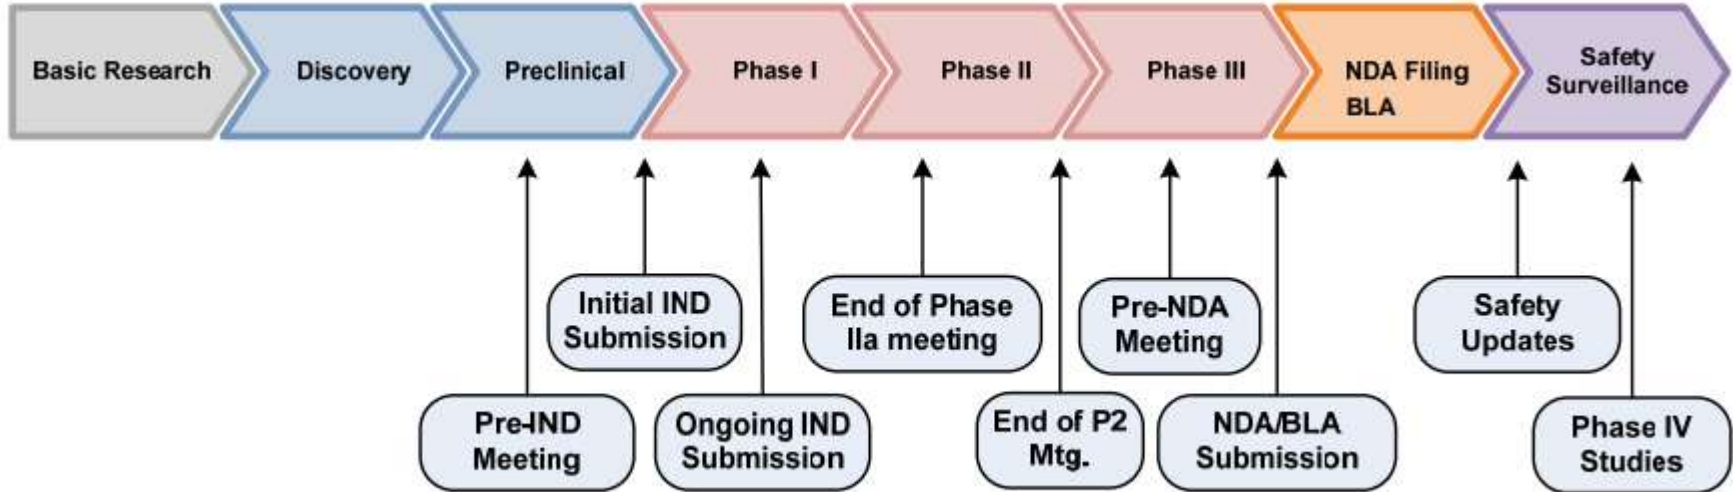 Basic Research
Discovery
Preclinical
Phase I
Phase II
Phase III
NDA Filing
BLA
Safety
Surveillance
Initial IND
Submission
End of Phase
IIa meeting
Pre-NDA
Meeting
Safety
Updates
Pre-IND
Meeting
Ongoing IND
Submission
End of P2
Mtg.
NDA/BLA
Submission
Phase IV
Studies